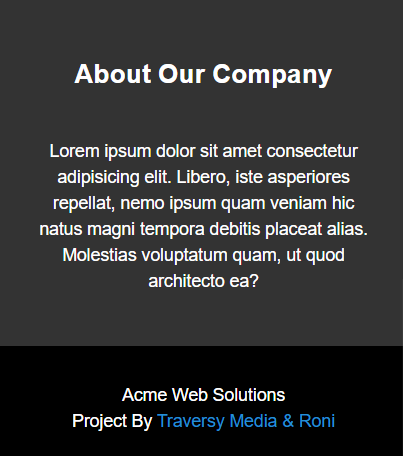 About Our Company
Lorem ipsum dolor sit amet consectetur
adipisicing elit. Libero, iste asperiores
repellat, nemo ipsum quam veniam hic
natus magni tempora debitis placeat alias.
Molestias voluptatum quam, ut quod
architecto ea?
Acme Web Solutions
Project By Traversy Media & Roni